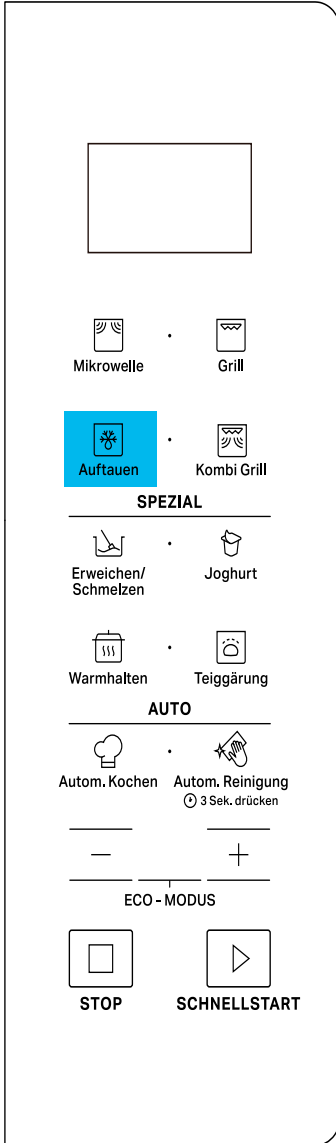 Mikrowelle
Grill
Auftauen
Kombi Grill
SPEZIAL
Erweichen/
Schmelzen
Joghurt
Warmhalten
Teiggärung
AUTO
Autom. Kochen
Autom. Reinigung
3 Sek. drücken
— +
ECO - MODUS
STOP
SCHNELLSTART